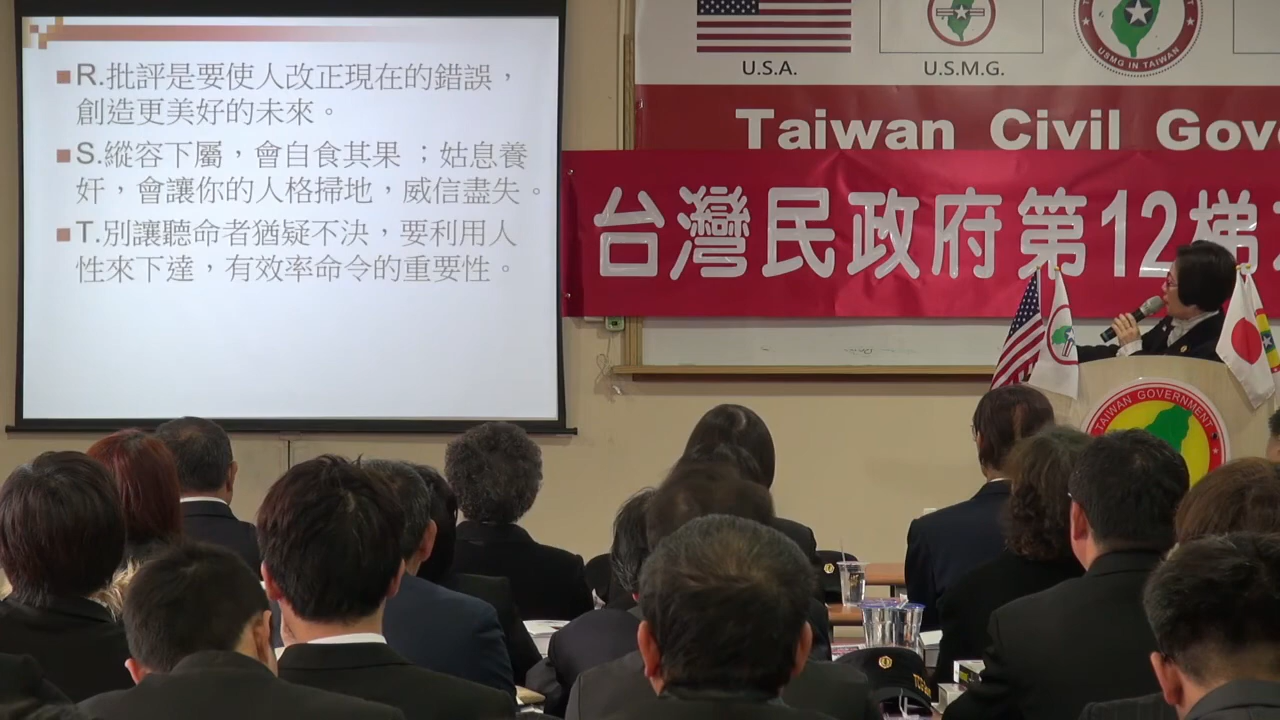 R.批評是要使人改正現在的錯誤，
創造更美好的未來。
S.縱容下屬，會自食其果；姑息養
奸，會讓你的人格掃地，威信盡失。
T.別讓聽命者猶疑不決，要利用人
性來下達，有效率命令的重要性。
U.S.A.
U.S.M.G.
USMG IN TAIWAN
Taiwan Civil Gov
台灣民政府第12梯
TAIWAN GOVERNMENT